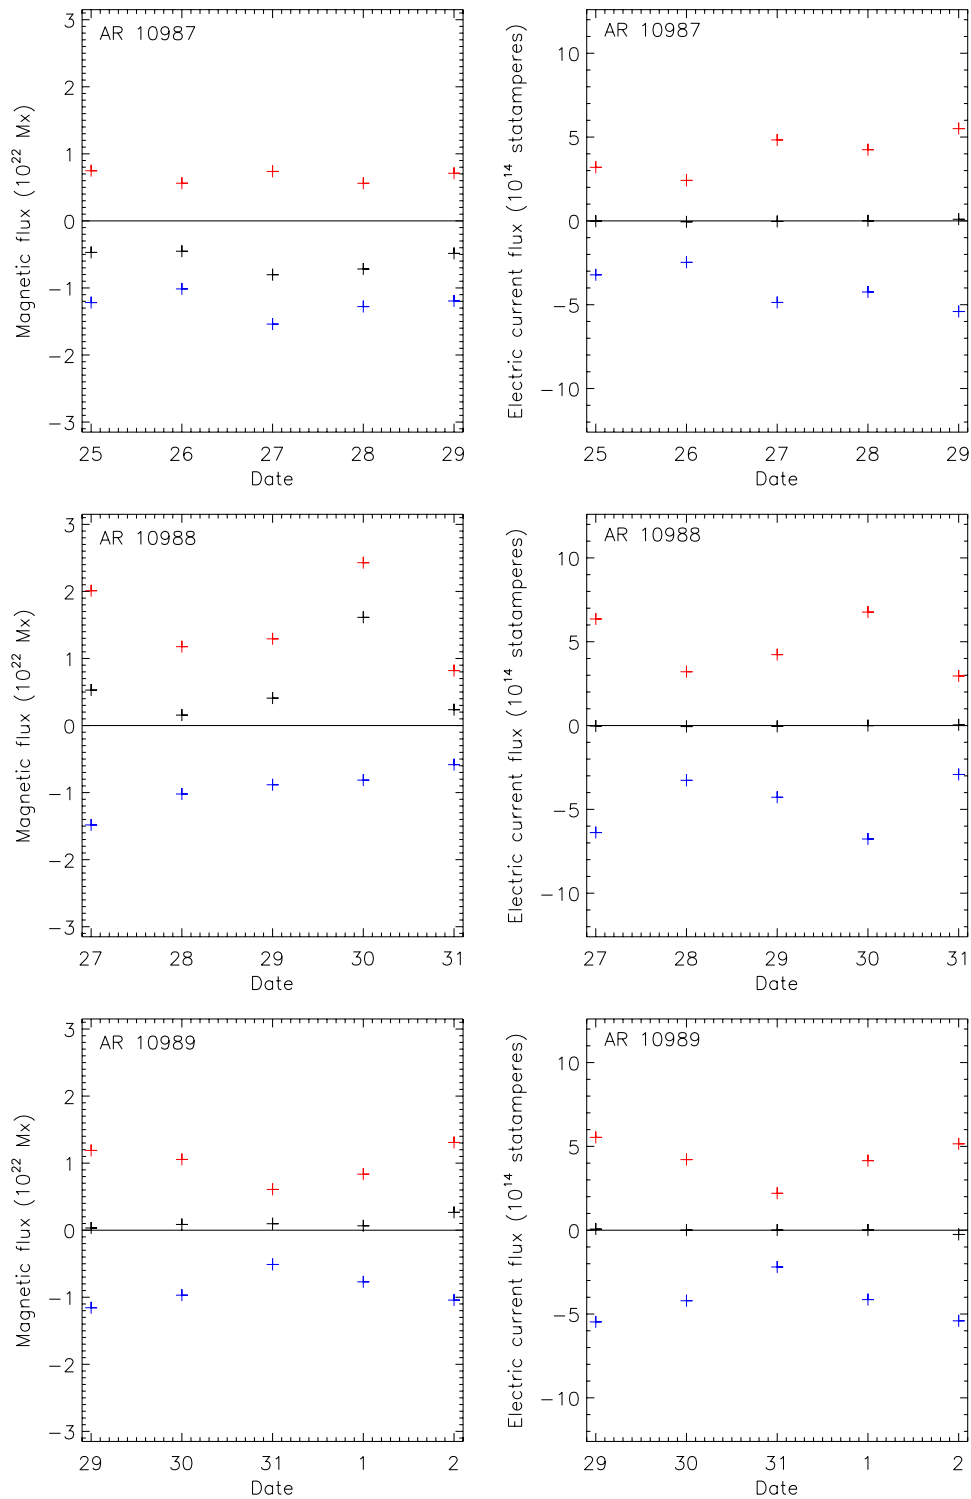 AR 10987
Magnetic flux (10²² Mx)
3
2
1
0
−1
−2
−3
25 26 27 28 29
Date
AR 10987
Electric current flux (10¹⁴ statamperes)
10
5
0
−5
−10
25 26 27 28 29
Date
AR 10988
Magnetic flux (10²² Mx)
3
2
1
0
−1
−2
−3
27 28 29 30 31
Date
AR 10988
Electric current flux (10¹⁴ statamperes)
10
5
0
−5
−10
27 28 29 30 31
Date
AR 10989
Magnetic flux (10²² Mx)
3
2
1
0
−1
−2
−3
29 30 31 1 2
Date
AR 10989
Electric current flux (10¹⁴ statamperes)
10
5
0
−5
−10
29 30 31 1 2
Date